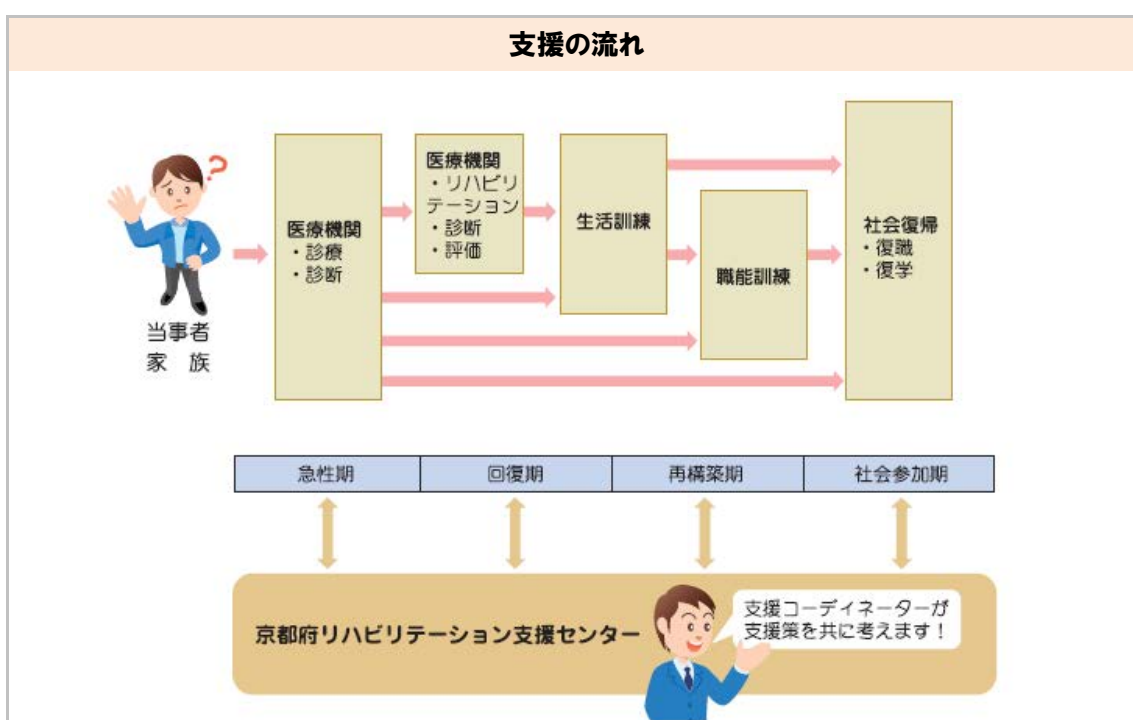 支援の流れ
?
当事者
家　族
医療機関
・診療
・診断
医療機関
・リハビリ
テーション
・診断
・評価
生活訓練
職能訓練
社会復帰
・復職
・復学
急性期
回復期
再構築期
社会参加期
京都府リハビリテーション支援センター
支援コーディネーターが
支援策を共に考えます！